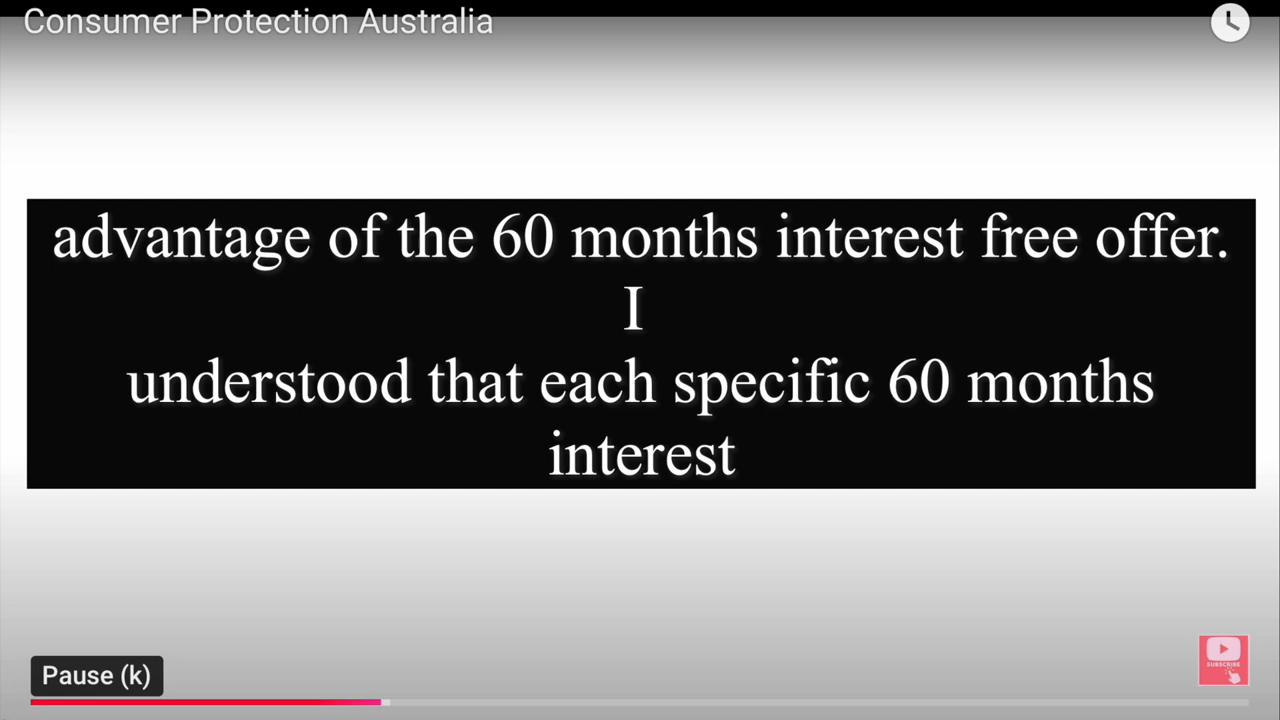 Consumer Protection Australia
advantage of the 60 months interest free offer.
I
understood that each specific 60 months
interest
SUBSCRIBE
Pause (k)